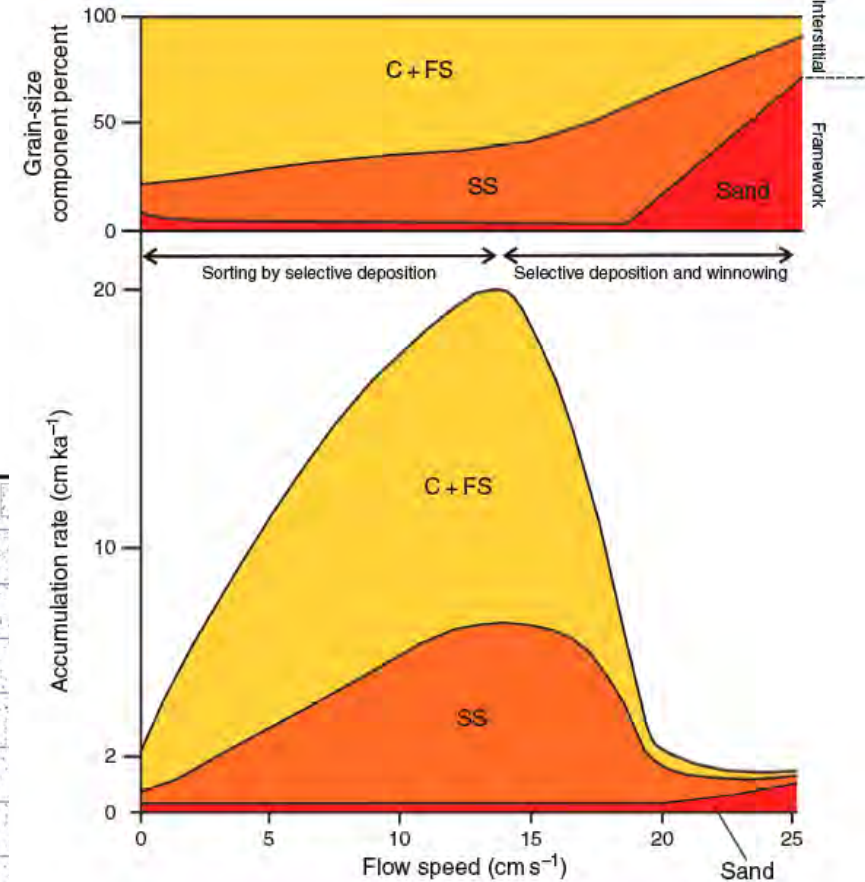 100
Grain-size
component percent
50
0
C + FS
SS
Sand
Interstitial
Framework
Sorting by selective deposition
Selective deposition and winnowing
20
Accumulation rate (cm ka⁻¹)
10
2
0
C + FS
SS
0 5 10 15 20 25
Flow speed (cm s⁻¹)
Sand